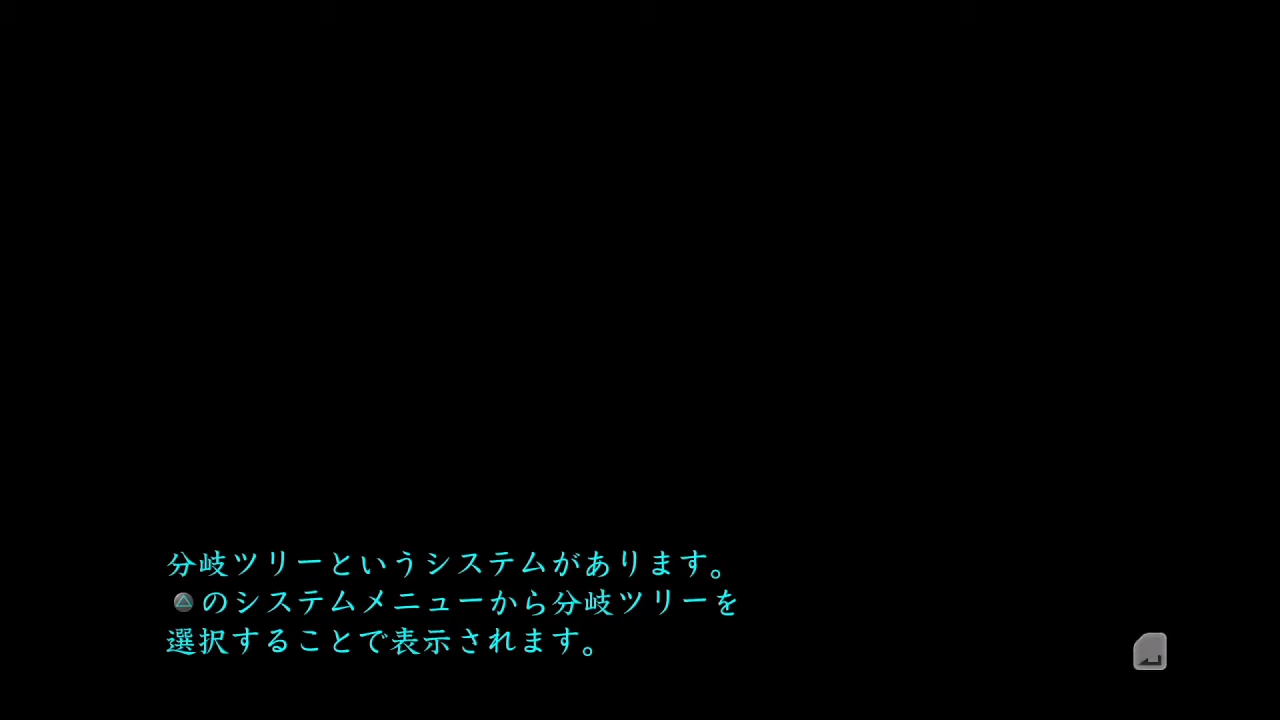 分岐ツリーというシステムがあります。
△のシステムメニューから分岐ツリーを
選択することで表示されます。